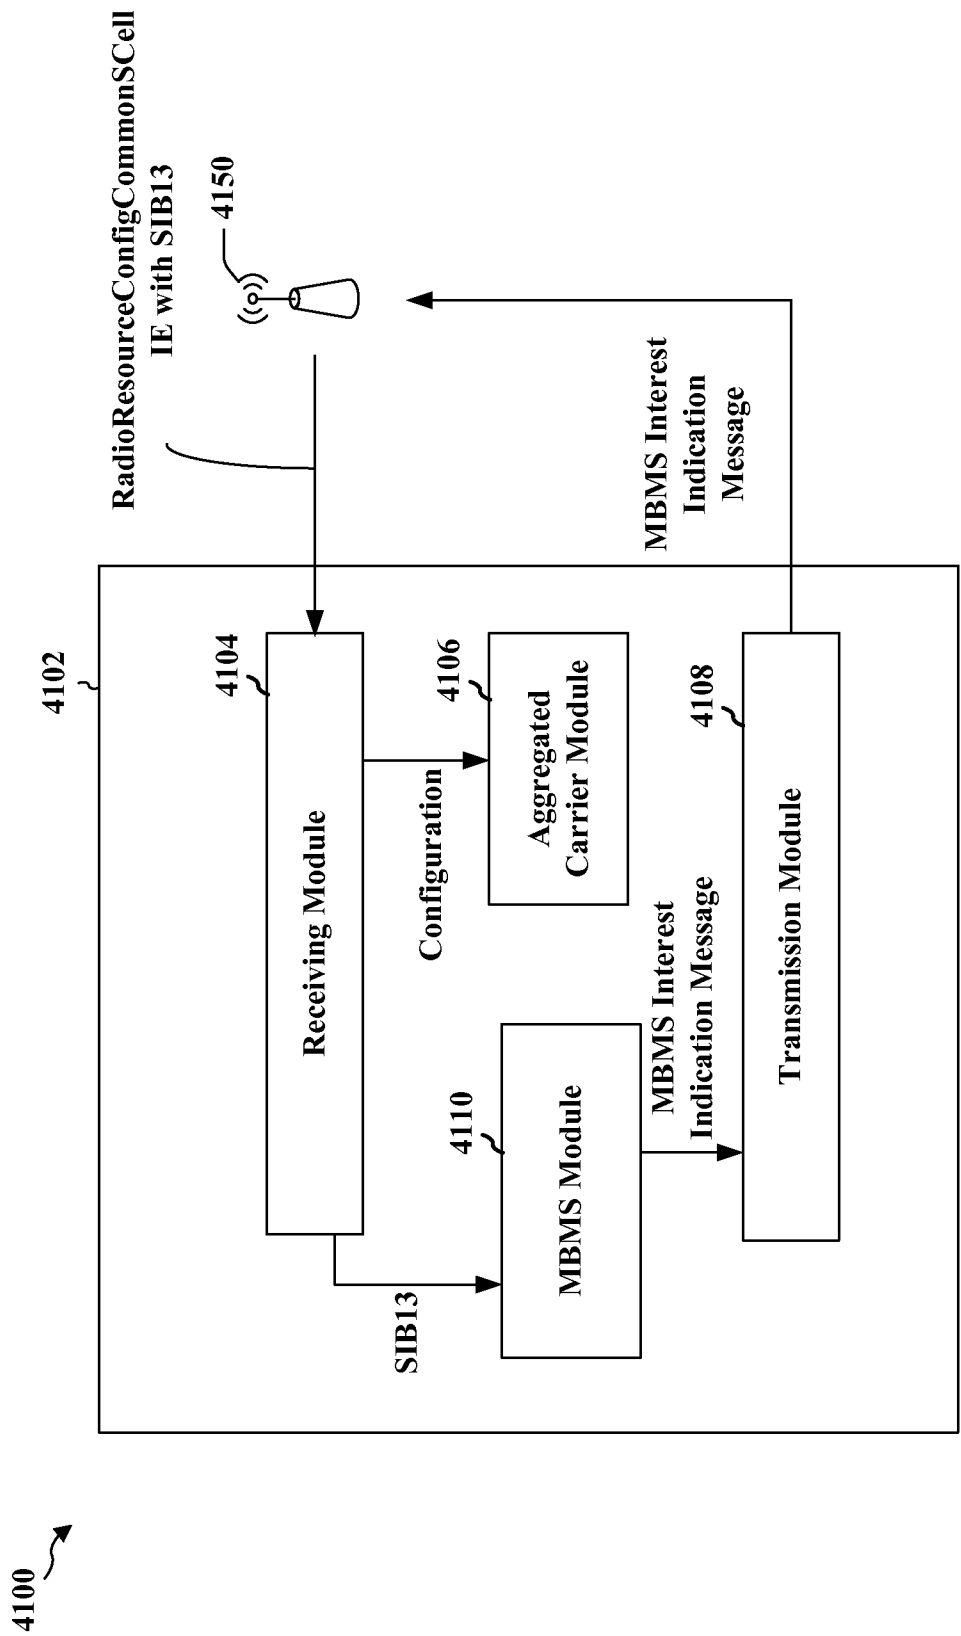 4100
4102
RadioResourceConfigCommonSCell
IE with SIB13
4150
4104
Receiving Module
SIB13
Configuration
4106
Aggregated
Carrier Module
4110
MBMS Module
MBMS Interest
Indication Message
4108
Transmission Module
MBMS Interest
Indication
Message